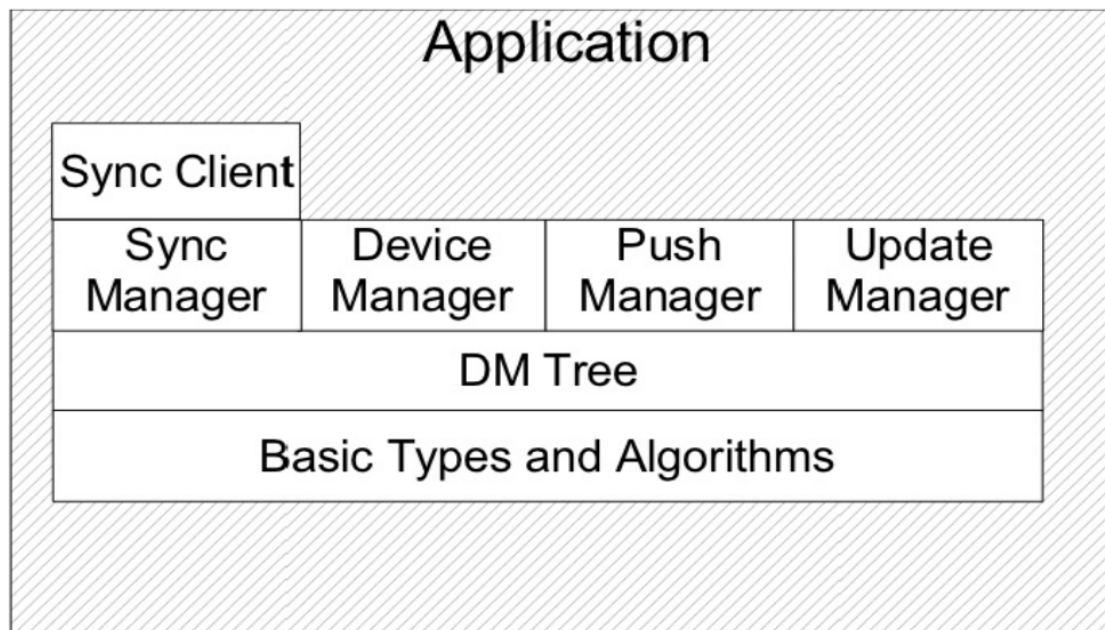 Application
Sync Client
Sync
Manager
Device
Manager
Push
Manager
Update
Manager
DM Tree
Basic Types and Algorithms